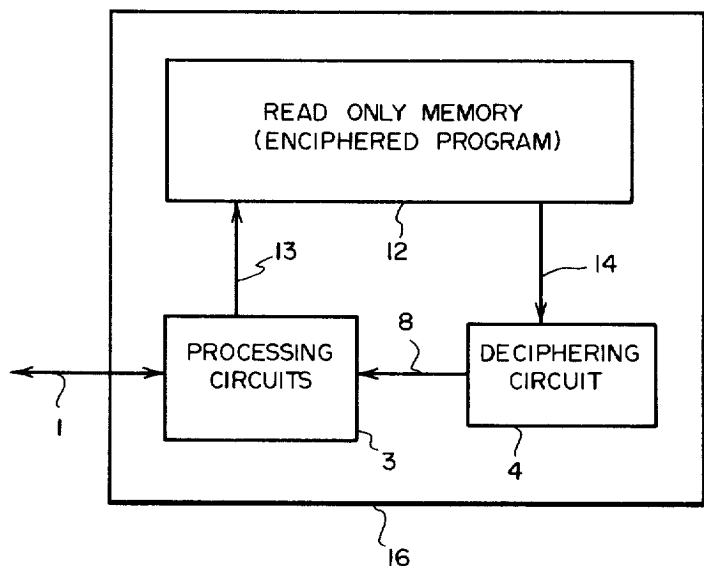 READ ONLY MEMORY
(ENCIPHERED PROGRAM)
12
13
14
8
PROCESSING
CIRCUITS
DECIPHERING
CIRCUIT
1
3
4
16